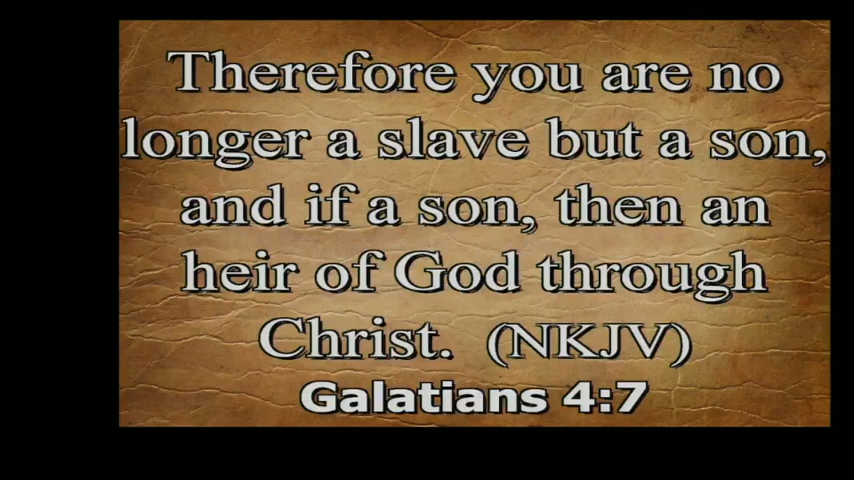 Therefore you are no
longer a slave but a son,
and if a son, then an
heir of God through
Christ. (NKJV)
Galatians 4:7